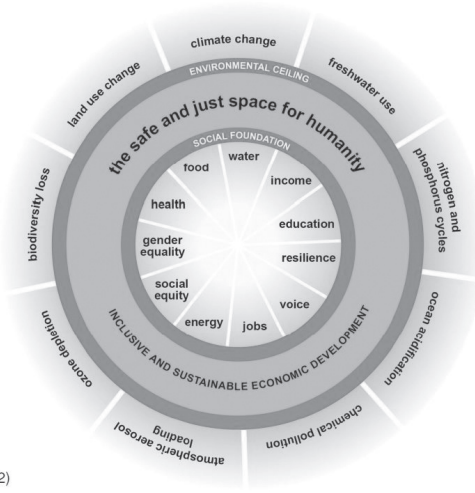 climate change
freshwater use
nitrogen and
phosphorus cycles
ocean acidification
chemical pollution
atmospheric aerosol
loading
ozone depletion
biodiversity loss
land use change
ENVIRONMENTAL CEILING
the safe and just space for humanity
SOCIAL FOUNDATION
water
income
education
resilience
voice
jobs
energy
social
equity
gender
equality
health
food
INCLUSIVE AND SUSTAINABLE ECONOMIC DEVELOPMENT
2)